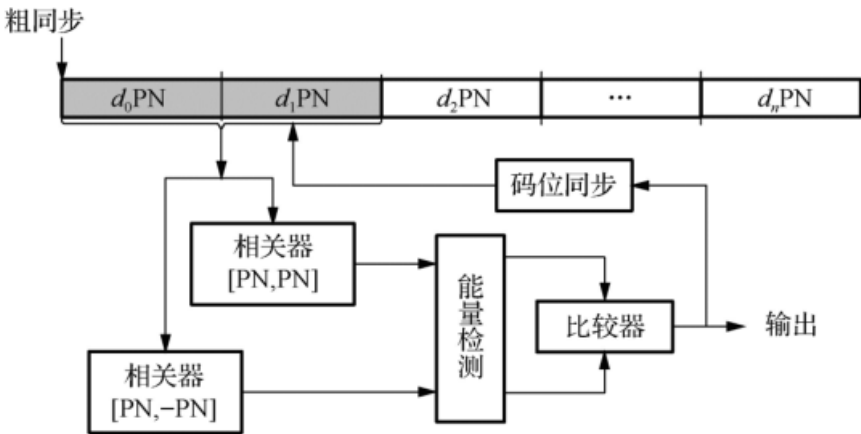 粗同步
d₀PN d₁PN d₂PN ··· dₙPN
码位同步
相关器
[PN,PN]
能量检测
比较器
输出
相关器
[PN,−PN]